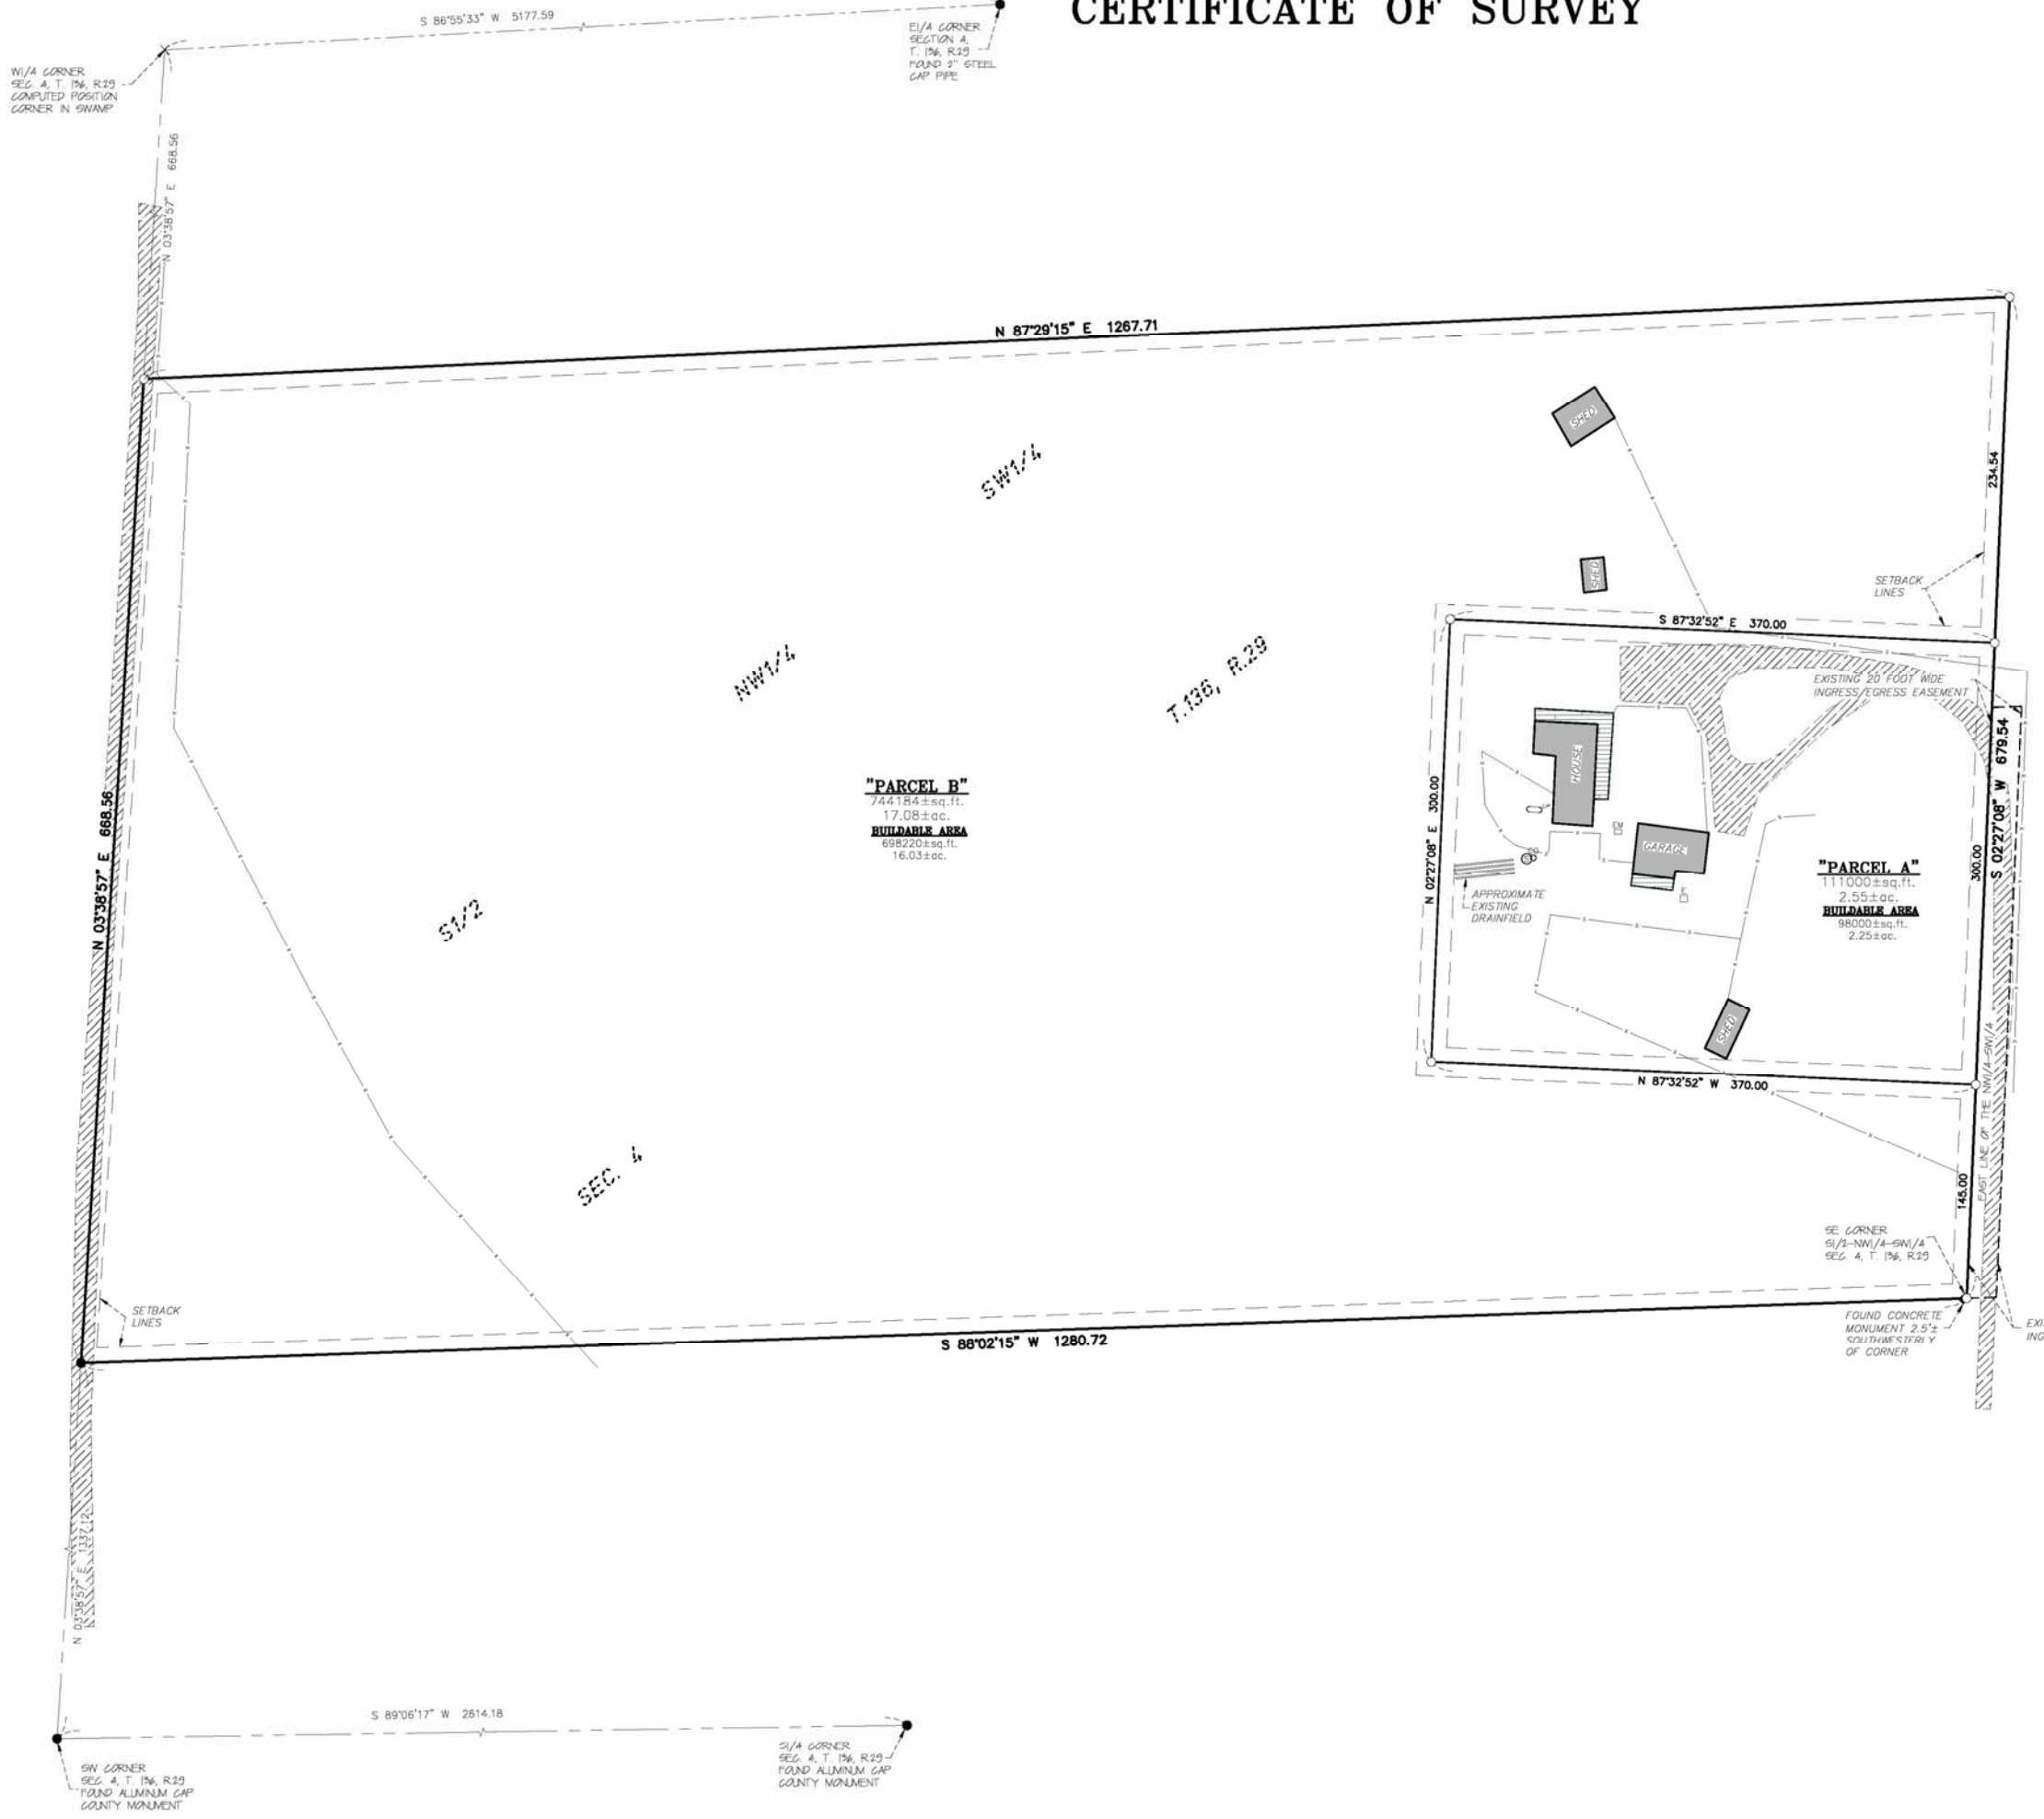 CERTIFICATE OF SURVEY
S 86°55'33" W 5177.59
E1/4 CORNER
SECTION 4,
T. 136, R29
FOUND 2" STEEL
CAP PIPE
W1/4 CORNER
SEC. 4, T. 136, R.29
COMPUTED POSITION
CORNER IN SWAMP
N 03°38'57" E 668.56
N 87°29'15" E 1267.71
SHED
SW1/4
234.54
SHED
SETBACK
LINES
S 87°32'52" E 370.00
NW1/4
T.136, R.29
EXISTING 20 FOOT WIDE
INGRESS/EGRESS EASEMENT
HOUSE
S 02°27'08" W 679.54
"PARCEL B"
744184±sq.ft.
17.08±ac.
BUILDABLE AREA
698220±sq.ft.
16.03±ac.
N 03°38'57" E 668.56
N 02°27'08" E 300.00
GARAGE
300.00
"PARCEL A"
111000±sq.ft.
2.55±ac.
BUILDABLE AREA
98000±sq.ft.
2.25±ac.
APPROXIMATE
EXISTING
DRAINFIELD
S1/2
SHED
N 87°32'52" W 370.00
EAST LINE OF THE NW1/4-SW1/4
SEC. 4
145.00
SE CORNER
S1/2-NW1/4-SW1/4
SEC. 4, T. 136, R.29
SETBACK
LINES
FOUND CONCRETE
MONUMENT 2.5'±
SOUTHWESTERLY
OF CORNER
EXI
ING
S 88°02'15" W 1280.72
N 03°38'57" E 1337.12
S 89°06'17" W 2614.18
SW CORNER
SEC. 4, T. 136, R.29
FOUND ALUMINUM CAP
COUNTY MONUMENT
S1/4 CORNER
SEC. 4, T. 136, R.29
FOUND ALUMINUM CAP
COUNTY MONUMENT